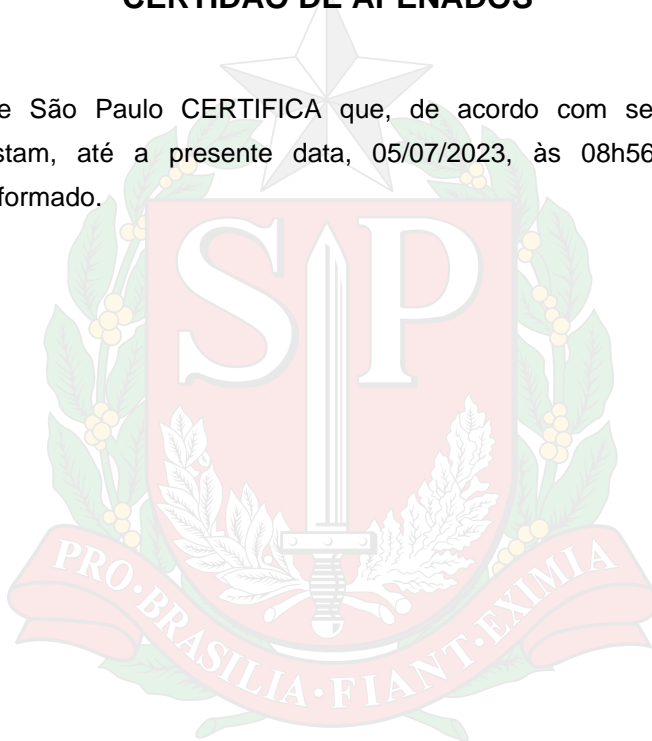 CERTIDÃO DE APENADOS
e São Paulo CERTIFICA que, de acordo com se
stam, até a presente data, 05/07/2023, às 08h56
formado.
SP
PRO·BRASILIA·FIANT·EXIMIA